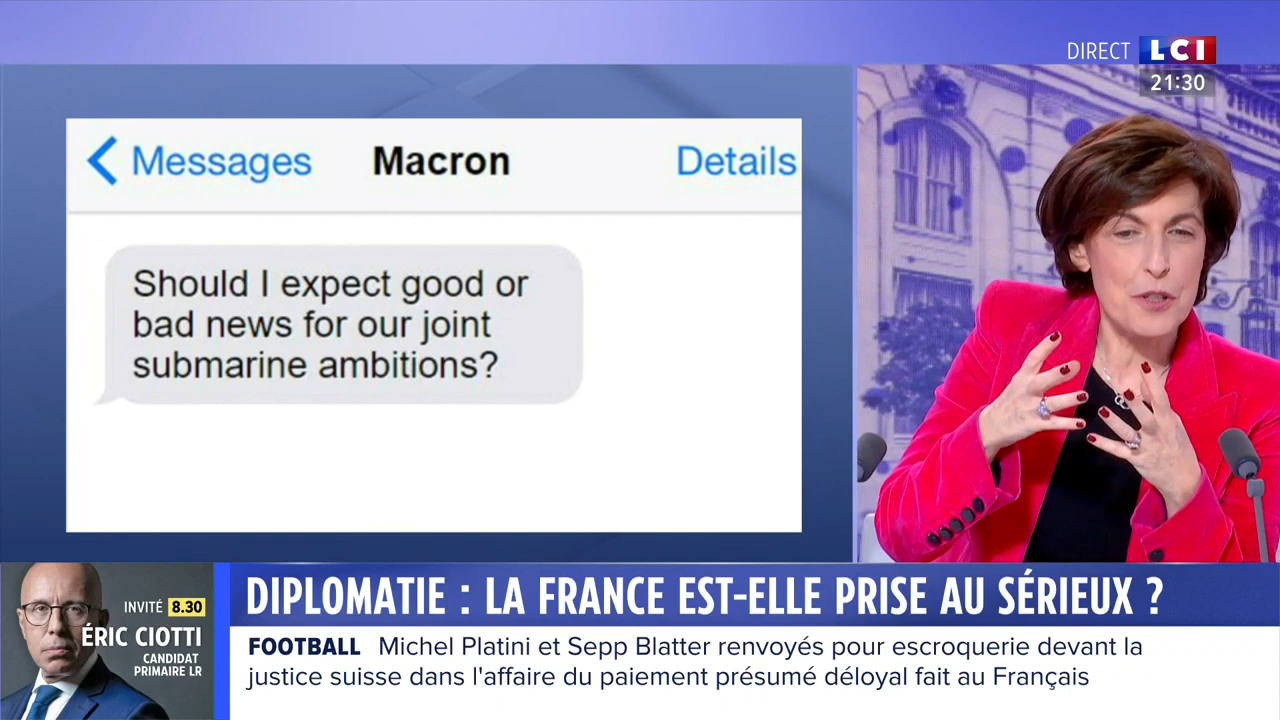 DIRECT LCI
21:30
Messages Macron Details
Should I expect good or
bad news for our joint
submarine ambitions?
INVITÉ 8.30
ÉRIC CIOTTI
CANDIDAT
PRIMAIRE LR
DIPLOMATIE : LA FRANCE EST-ELLE PRISE AU SÉRIEUX ?
FOOTBALL Michel Platini et Sepp Blatter renvoyés pour escroquerie devant la
justice suisse dans l'affaire du paiement présumé déloyal fait au Français